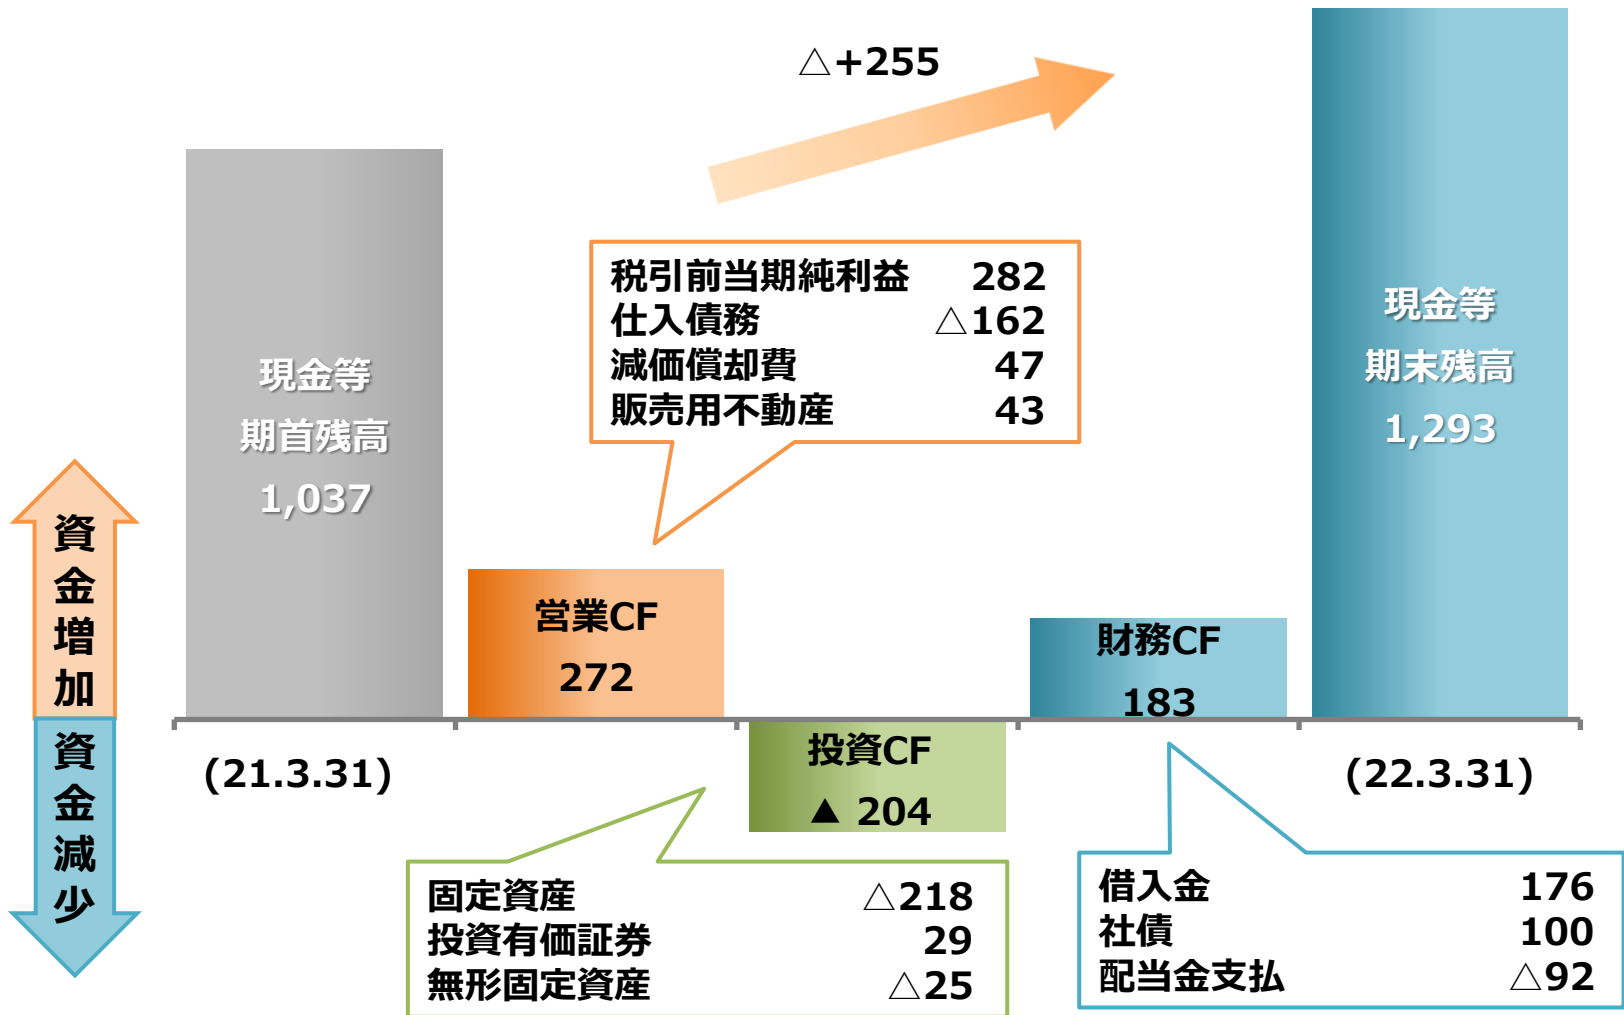 △+255
現金等
期首残高
1,037
税引前当期純利益 282
仕入債務 △162
減価償却費 47
販売用不動産 43
現金等
期末残高
1,293
資金増加
資金減少
営業CF
272
投資CF
▲ 204
財務CF
183
(21.3.31)
(22.3.31)
固定資産 △218
投資有価証券 29
無形固定資産 △25
借入金 176
社債 100
配当金支払 △92